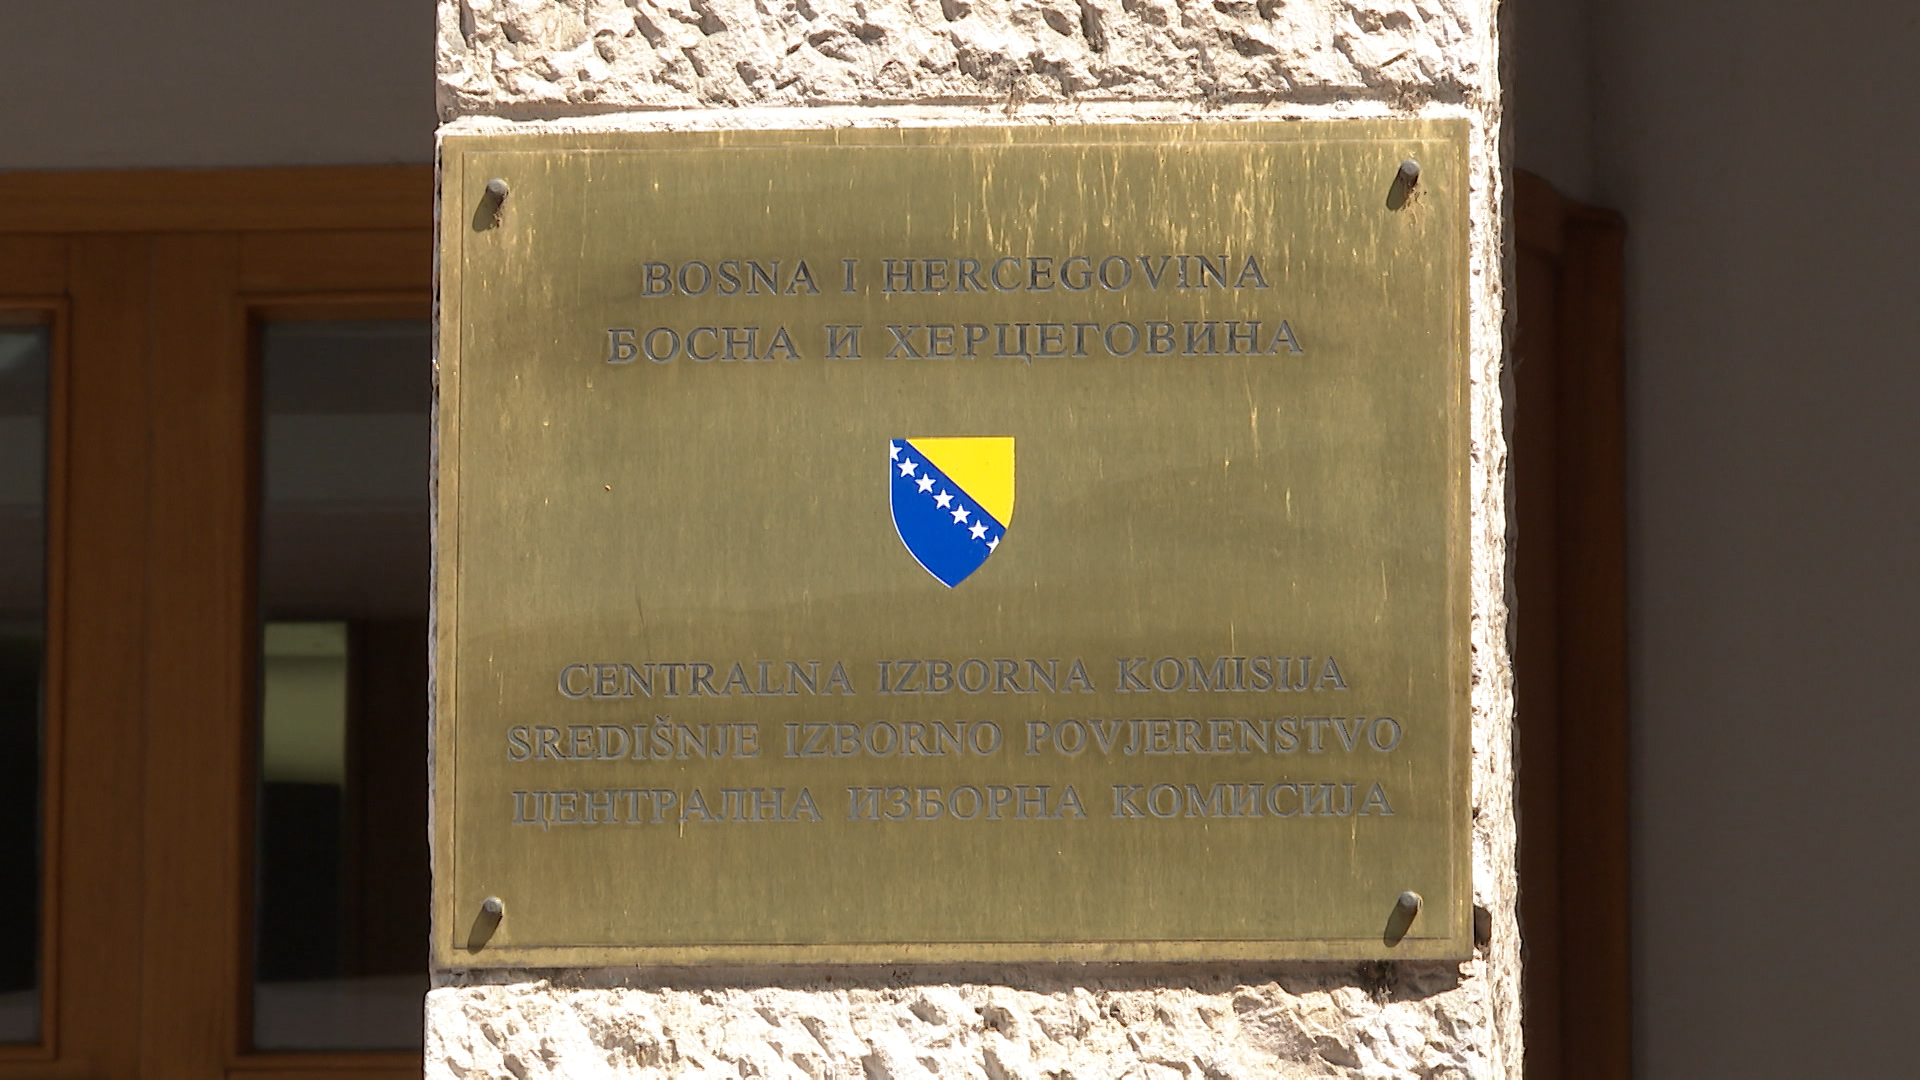 BOSNA I HERCEGOVINA
БОСНА И ХЕРЦЕГОВИНА
CENTRALNA IZBORNA KOMISIJA
SREDIŠNJE IZBORNO POVJERENSTVO
ЦЕНТРАЛНА ИЗБОРНА КОМИСИЈА